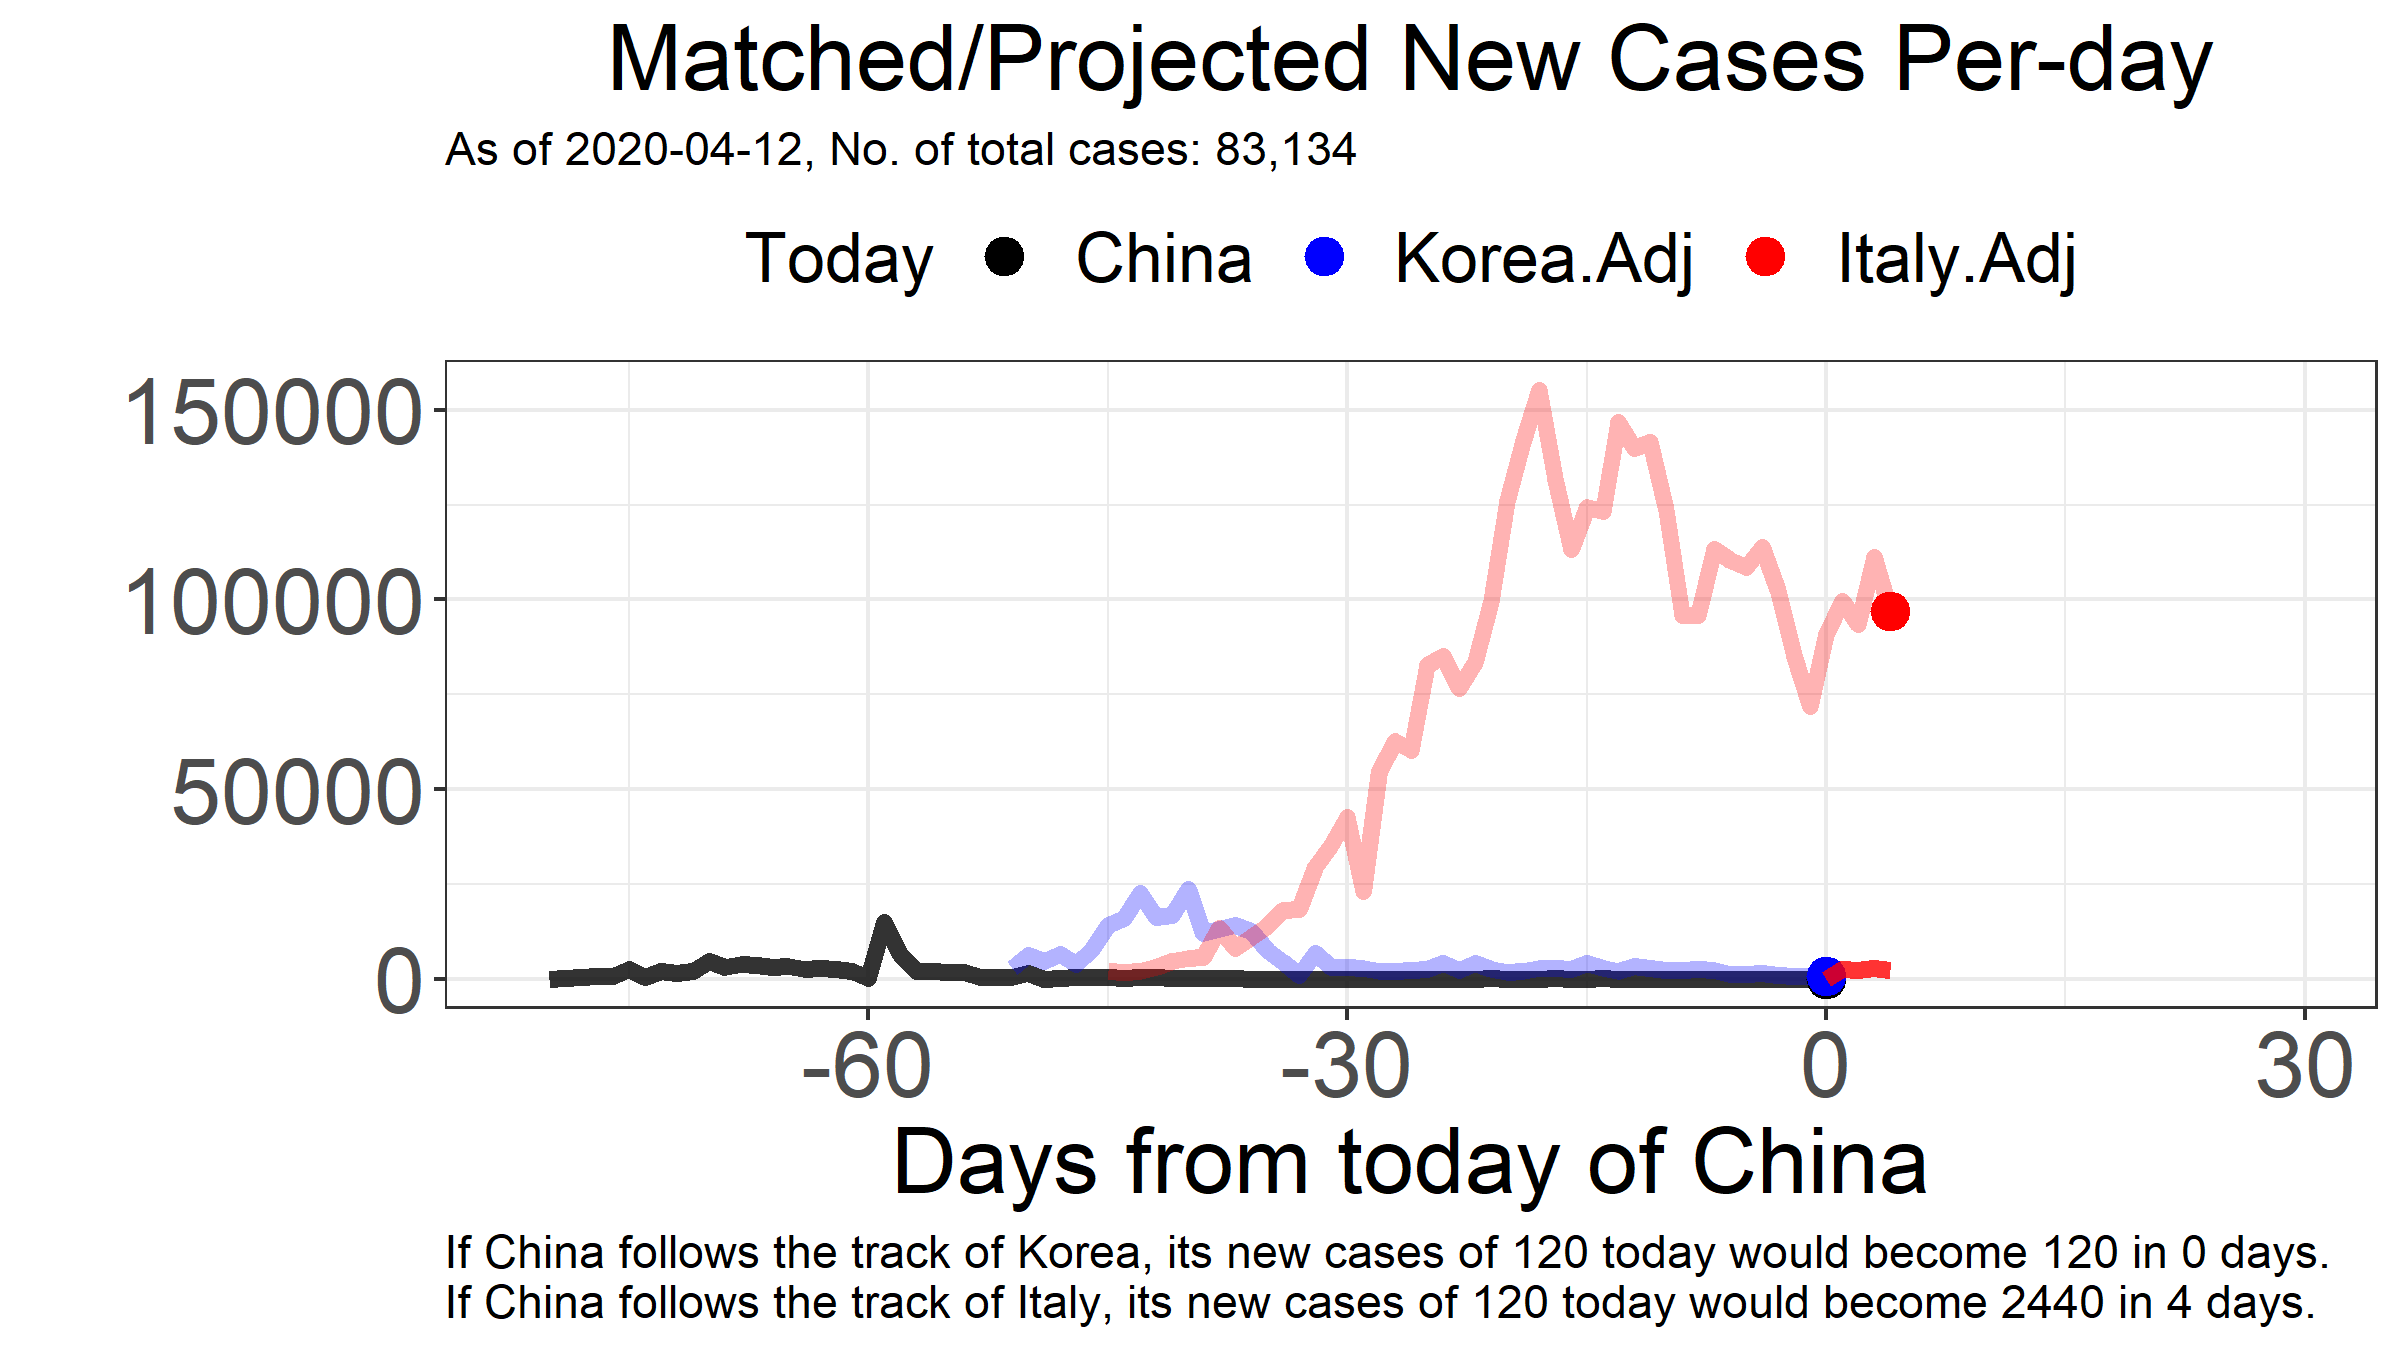 Matched/Projected New Cases Per-day
As of 2020-04-12, No. of total cases: 83,134
Today China Korea.Adj Italy.Adj
150000
100000
50000
0
-60 -30 0 30
Days from today of China
If China follows the track of Korea, its new cases of 120 today would become 120 in 0 days.
If China follows the track of Italy, its new cases of 120 today would become 2440 in 4 days.